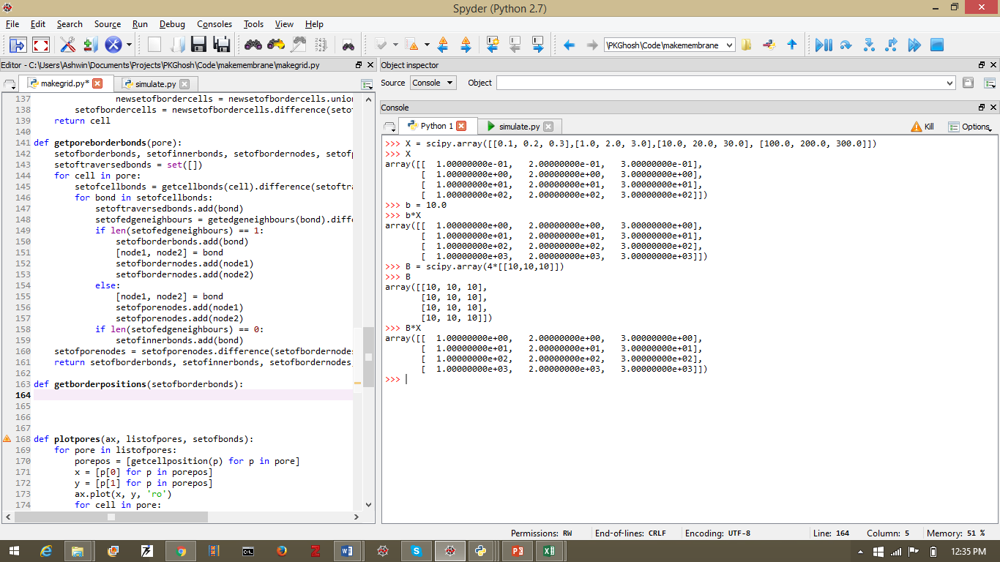 Spyder (Python 2.7)
File Edit Search Source Run Debug Consoles Tools View Help
\PKGhosh\Code\makemembrane
Editor - C:\Users\Ashwin\Documents\Projects\PKGhosh\Code\makemembrane\makegrid.py
makegrid.py* simulate.py
137 newsetofbordercells = newsetofbordercells.union
138 setofbordercells = newsetofbordercells.difference(seto
139 return cell
140
141 def getporeborderbonds(pore):
142 setofborderbonds, setofinnerbonds, setofbordernodes, setofp
143 setoftraversedbonds = set([])
144 for cell in pore:
145 setofcellbonds = getcellbonds(cell).difference(setoftra
146 for bond in setofcellbonds:
147 setoftraversedbonds.add(bond)
148 setofedgeneighbours = getedgeneighbours(bond).diffe
149 if len(setofedgeneighbours) == 1:
150 setofborderbonds.add(bond)
151 [node1, node2] = bond
152 setofbordernodes.add(node1)
153 setofbordernodes.add(node2)
154 else:
155 [node1, node2] = bond
156 setofporenodes.add(node1)
157 setofporenodes.add(node2)
158 if len(setofedgeneighbours) == 0:
159 setofinnerbonds.add(bond)
160 setofporenodes = setofporenodes.difference(setofbordernodes
161 return setofborderbonds, setofinnerbonds, setofbordernodes,
162
163 def getborderpositions(setofborderbonds):
164
165
166
167
168 def plotpores(ax, listofpores, setofbonds):
169 for pore in listofpores:
170 porepos = [getcellposition(p) for p in pore]
171 x = [p[0] for p in porepos]
172 y = [p[1] for p in porepos]
173 ax.plot(x, y, 'ro')
174 for cell in pore:
Object inspector
Source Console Object
Console
Python 1 simulate.py Kill Options
>>> X = scipy.array([[0.1, 0.2, 0.3],[1.0, 2.0, 3.0],[10.0, 20.0, 30.0], [100.0, 200.0, 300.0]])
>>> X
array([[ 1.00000000e-01, 2.00000000e-01, 3.00000000e-01],
[ 1.00000000e+00, 2.00000000e+00, 3.00000000e+00],
[ 1.00000000e+01, 2.00000000e+01, 3.00000000e+01],
[ 1.00000000e+02, 2.00000000e+02, 3.00000000e+02]])
>>> b = 10.0
>>> b*X
array([[ 1.00000000e+00, 2.00000000e+00, 3.00000000e+00],
[ 1.00000000e+01, 2.00000000e+01, 3.00000000e+01],
[ 1.00000000e+02, 2.00000000e+02, 3.00000000e+02],
[ 1.00000000e+03, 2.00000000e+03, 3.00000000e+03]])
>>> B = scipy.array(4*[[10,10,10]])
>>> B
array([[10, 10, 10],
[10, 10, 10],
[10, 10, 10],
[10, 10, 10]])
>>> B*X
array([[ 1.00000000e+00, 2.00000000e+00, 3.00000000e+00],
[ 1.00000000e+01, 2.00000000e+01, 3.00000000e+01],
[ 1.00000000e+02, 2.00000000e+02, 3.00000000e+02],
[ 1.00000000e+03, 2.00000000e+03, 3.00000000e+03]])
>>>
Permissions: RW End-of-lines: CRLF Encoding: UTF-8 Line: 164 Column: 5 Memory: 51 %
12:35 PM